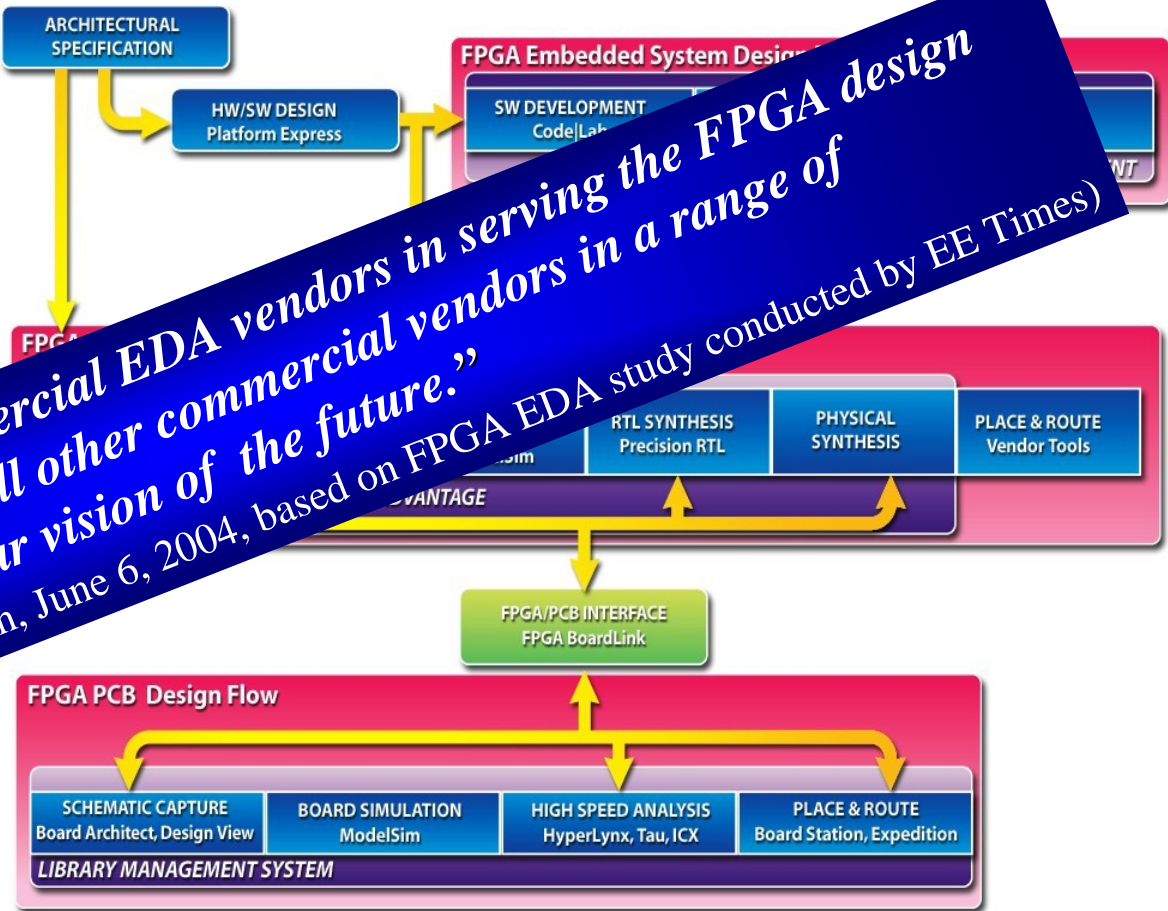 ARCHITECTURAL
SPECIFICATION
FPGA Embedded System Design
HW/SW DESIGN
Platform Express
SW DEVELOPMENT
in serving the FPGA design
EDA vendors
other commercial vendors in a range of
vision of the future.”
June 6, 2004, based on FPGA EDA study conducted by EE Times)
RTL SYNTHESIS
Precision RTL
PHYSICAL
SYNTHESIS
PLACE & ROUTE
Vendor Tools
FPGA/PCB INTERFACE
FPGA BoardLink
FPGA PCB Design Flow
SCHEMATIC CAPTURE
Board Architect, Design View
BOARD SIMULATION
ModelSim
HIGH SPEED ANALYSIS
HyperLynx, Tau, ICX
PLACE & ROUTE
Board Station, Expedition
LIBRARY MANAGEMENT SYSTEM